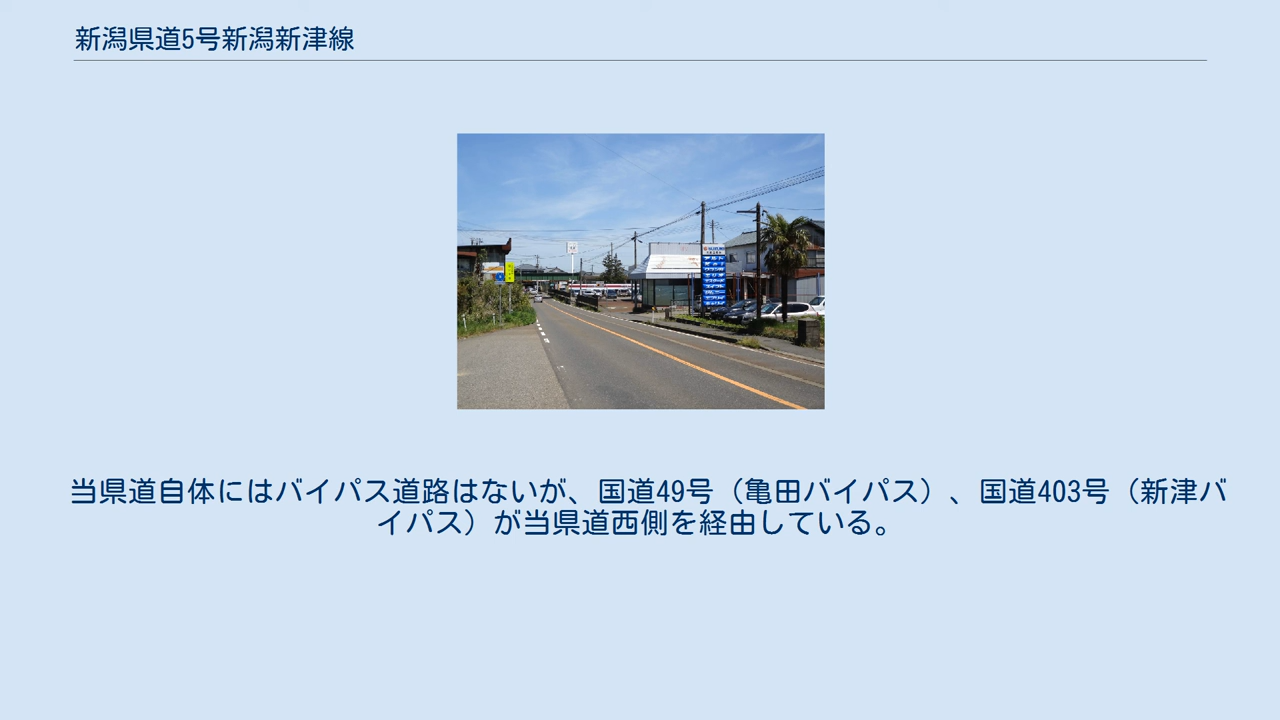 新潟県道5号新潟新津線
当県道自体にはバイパス道路はないが、国道49号（亀田バイパス）、国道403号（新津バ
イパス）が当県道西側を経由している。